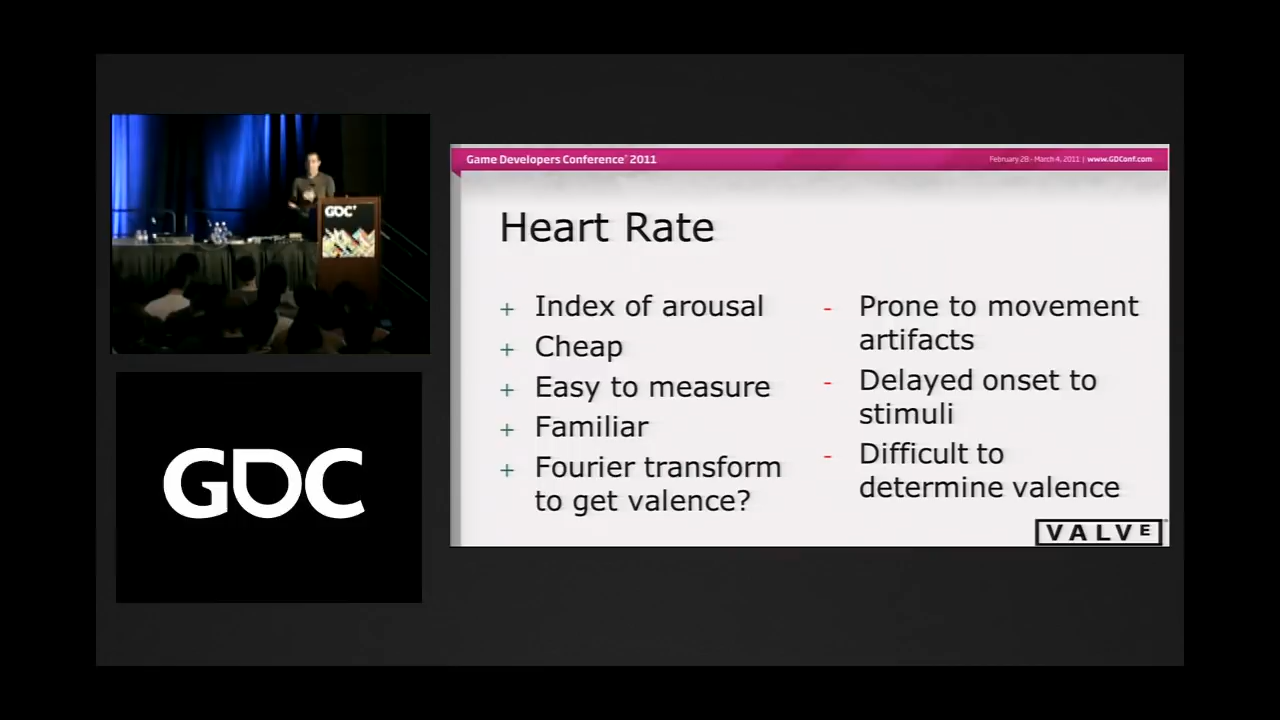 GDC
GDC
Game Developers Conference® 2011
February 28 - March 4, 2011 | www.GDConf.com
Heart Rate
+ Index of arousal
+ Cheap
+ Easy to measure
+ Familiar
+ Fourier transform
to get valence?
- Prone to movement
artifacts
- Delayed onset to
stimuli
- Difficult to
determine valence
VALVE®